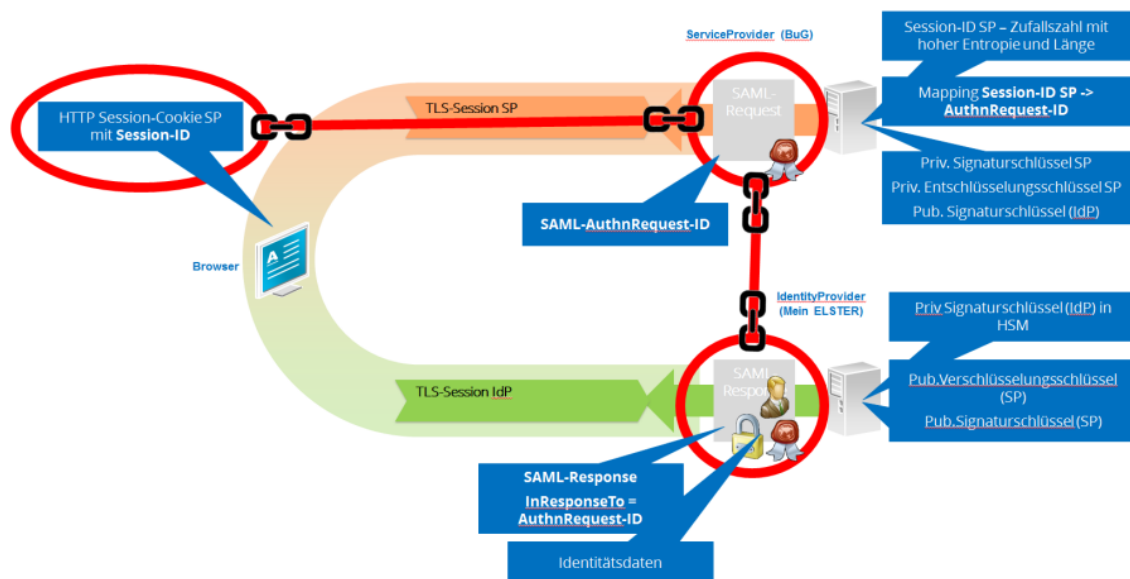 ServiceProvider (BuG)
Session-ID SP – Zufallszahl mit
hoher Entropie und Länge
SAML-
Request
TLS-Session SP
HTTP Session-Cookie SP
mit Session-ID
Mapping Session-ID SP ->
AuthnRequest-ID
Priv. Signaturschlüssel SP
Priv. Entschlüsselungsschlüssel SP
Pub. Signaturschlüssel (IdP)
SAML-AuthnRequest-ID
Browser
IdentityProvider
(Mein ELSTER)
Priv Signaturschlüssel (IdP) in
HSM
SAML
Respon
TLS-Session IdP
Pub.Verschlüsselungsschlüssel
(SP)
Pub.Signaturschlüssel (SP)
SAML-Response
InResponseTo =
AuthnRequest-ID
Identitätsdaten